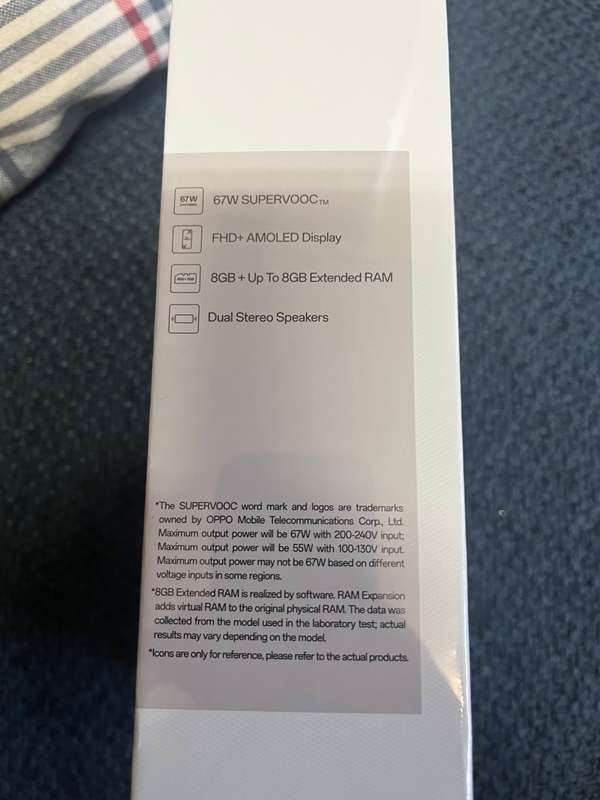 67W
67W SUPERVOOC™
FHD+ AMOLED Display
8GB + Up To 8GB Extended RAM
Dual Stereo Speakers
*The SUPERVOOC word mark and logos are trademarks
owned by OPPO Mobile Telecommunications Corp., Ltd.
Maximum output power will be 67W with 200-240V input;
Maximum output power will be 55W with 100-130V input.
Maximum output power may not be 67W based on different
voltage inputs in some regions.
*8GB Extended RAM is realized by software. RAM Expansion
adds virtual RAM to the original physical RAM. The data was
collected from the model used in the laboratory test; actual
results may vary depending on the model.
*Icons are only for reference, please refer to the actual products.